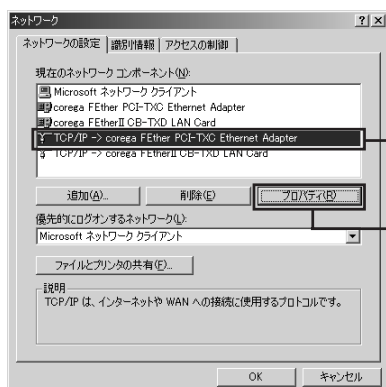 ネットワーク
ネットワークの設定 識別情報 アクセスの制御
現在のネットワーク コンポーネント(N):
Microsoft ネットワーク クライアント
corega FEther PCI-TXC Ethernet Adapter
corega FEtherII CB-TXD LAN Card
TCP/IP -> corega FEther PCI-TXC Ethernet Adapter
TCP/IP -> corega FEtherII CB-TXD LAN Card
追加(A)... 削除(E) プロパティ(R)
優先的にログオンするネットワーク(L):
Microsoft ネットワーク クライアント
ファイルとプリンタの共有(F)...
説明
TCP/IP は、インターネットや WAN への接続に使用するプロトコルです。
OK キャンセル